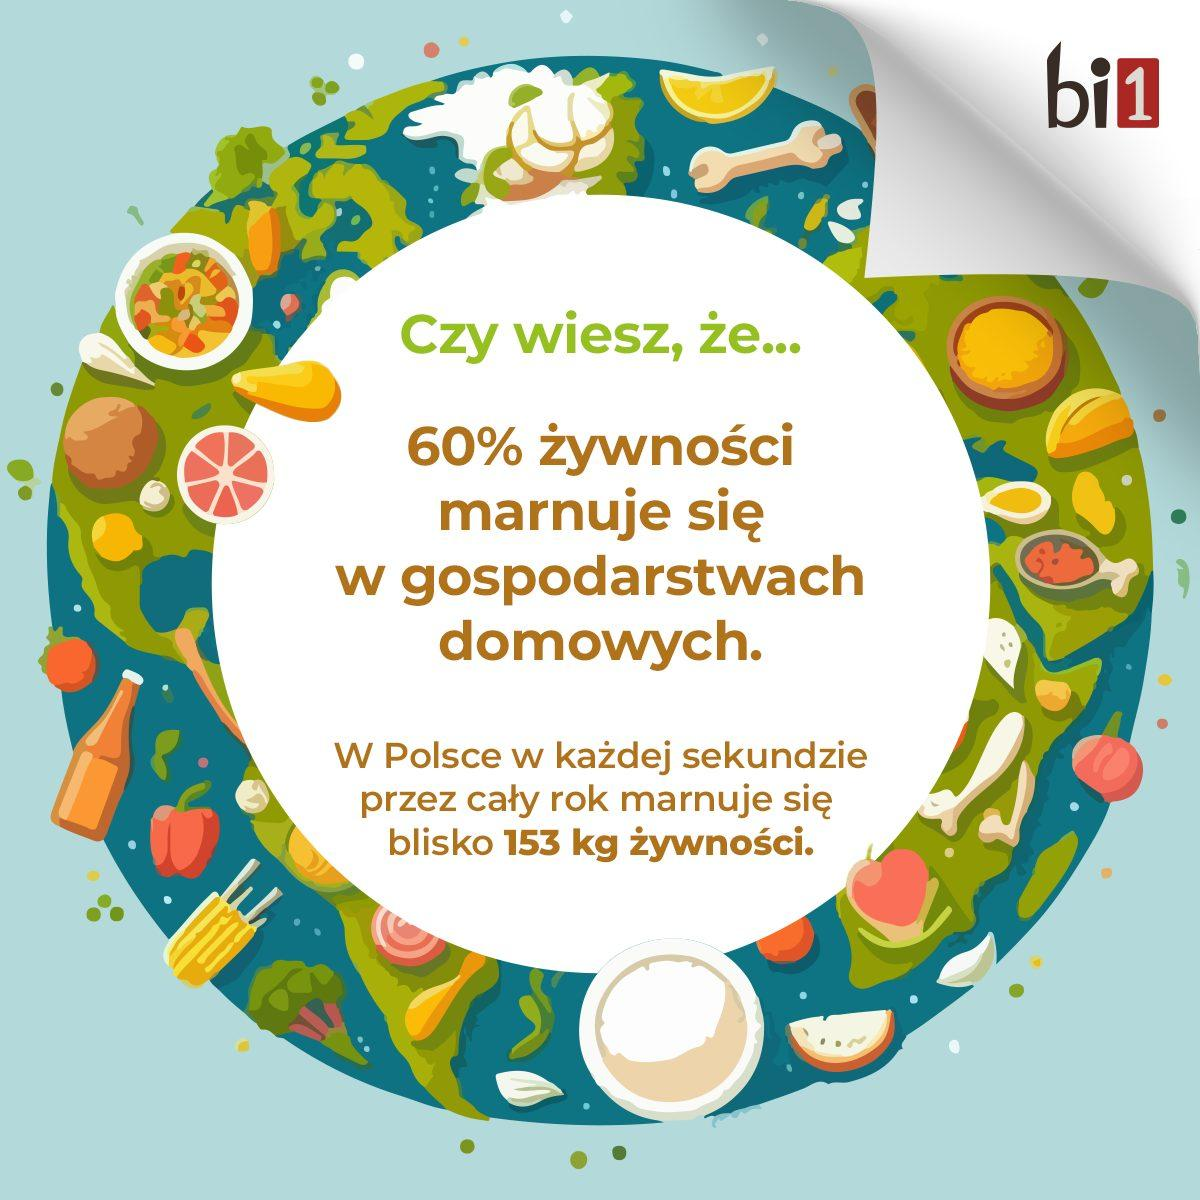 bi1
Czy wiesz, że...
60% żywności
marnuje się
w gospodarstwach
domowych.
W Polsce w każdej sekundzie
przez cały rok marnuje się
blisko 153 kg żywności.